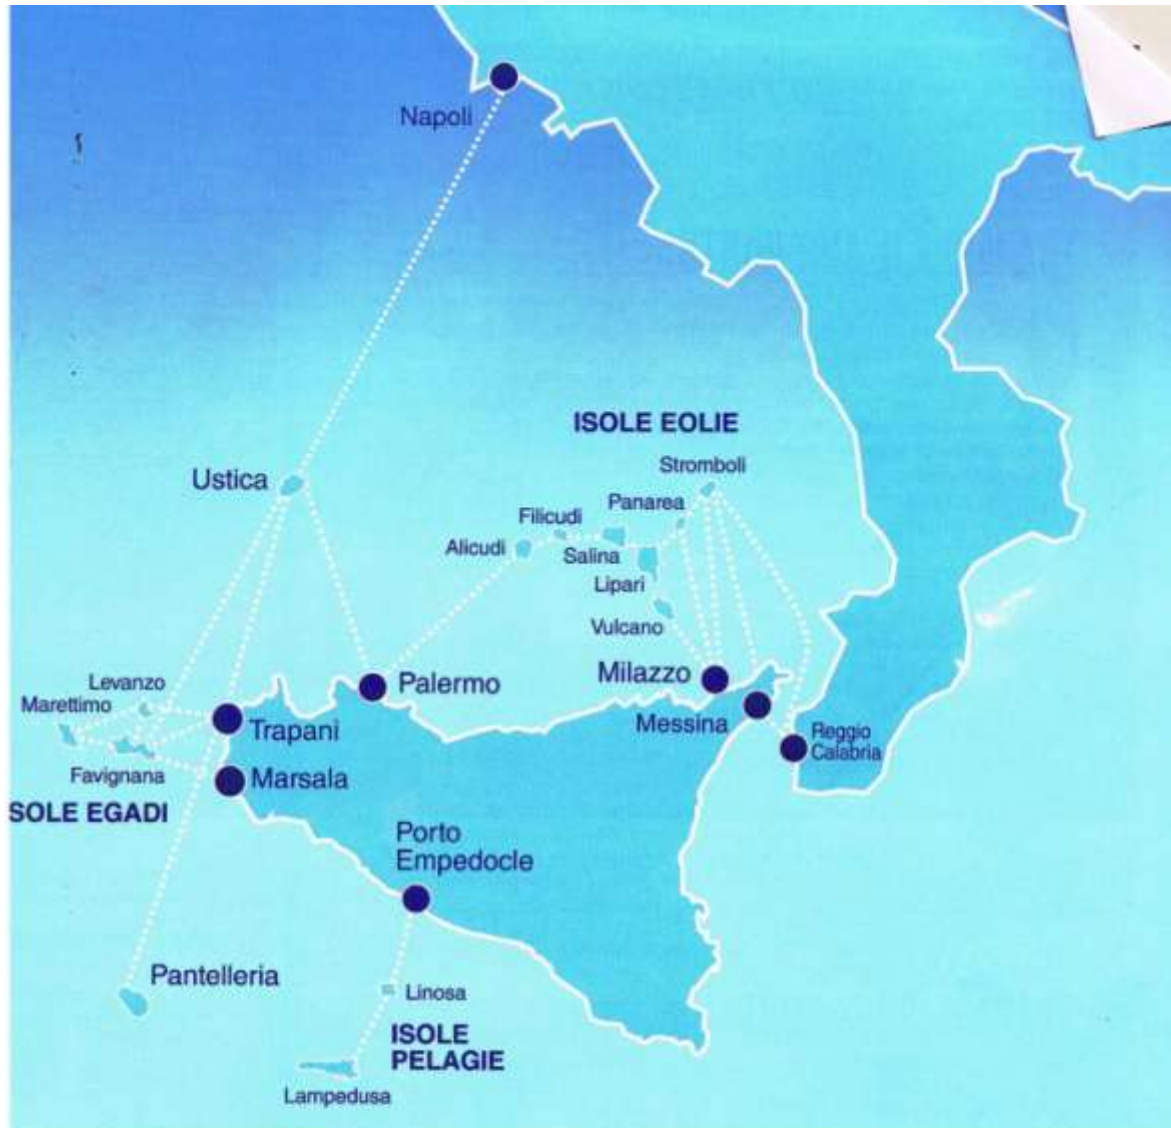 Napoli
ISOLE EOLIE
Stromboli
Ustica
Panarea
Filicudi
Alicudi
Salina
Lipari
Vulcano
Milazzo
Palermo
Levanzo
Marettimo
Messina
Trapani
Reggio
Calabria
Favignana
Marsala
SOLE EGADI
Porto
Empedocle
Pantelleria
Linosa
ISOLE
PELAGIE
Lampedusa